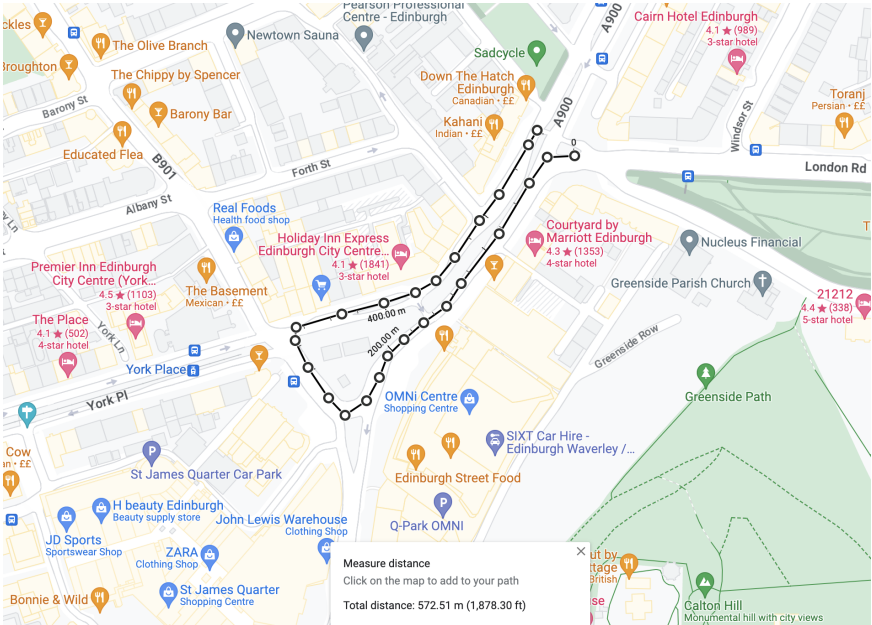 ckles
The Olive Branch
Newtown Sauna
Pearson Professional
Centre - Edinburgh
A900
Cairn Hotel Edinburgh
4.1 ★ (989)
3-star hotel
Broughton
Sadcycle
The Chippy by Spencer
Down The Hatch
Edinburgh
Canadian • ££
Toranj
Persian • ££
Barony St
Barony Bar
A900
Windsor St
Kahani
Indian • ££
Educated Flea
B901
0
London Rd
Forth St
Albany St
y Ln
Real Foods
Health food shop
Holiday Inn Express
Edinburgh City Centre...
4.1 ★ (1841)
3-star hotel
Courtyard by
Marriott Edinburgh
4.3 ★ (1353)
4-star hotel
T
Nucleus Financial
Premier Inn Edinburgh
City Centre (York...
4.5 ★ (1103)
3-star hotel
The Basement
Mexican • ££
Greenside Parish Church
21212
4.4 ★ (338)
5-star hotel
The Place
4.1 ★ (502)
4-star hotel
York Ln
400.00 m
200.00 m
Greenside Row
York Place
York Pl
OMNi Centre
Shopping Centre
Greenside Path
Cow
an • ££
St James Quarter Car Park
P
SIXT Car Hire -
Edinburgh Waverley /...
Edinburgh Street Food
P
Q-Park OMNI
H beauty Edinburgh
Beauty supply store
John Lewis Warehouse
Clothing Shop
JD Sports
Sportswear Shop
ZARA
Clothing Shop
St James Quarter
Shopping Centre
Bonnie & Wild
Measure distance
Click on the map to add to your path
Total distance: 572.51 m (1,878.30 ft)
ut by
ttage
British
se
Calton Hill
Monumental hill with city views